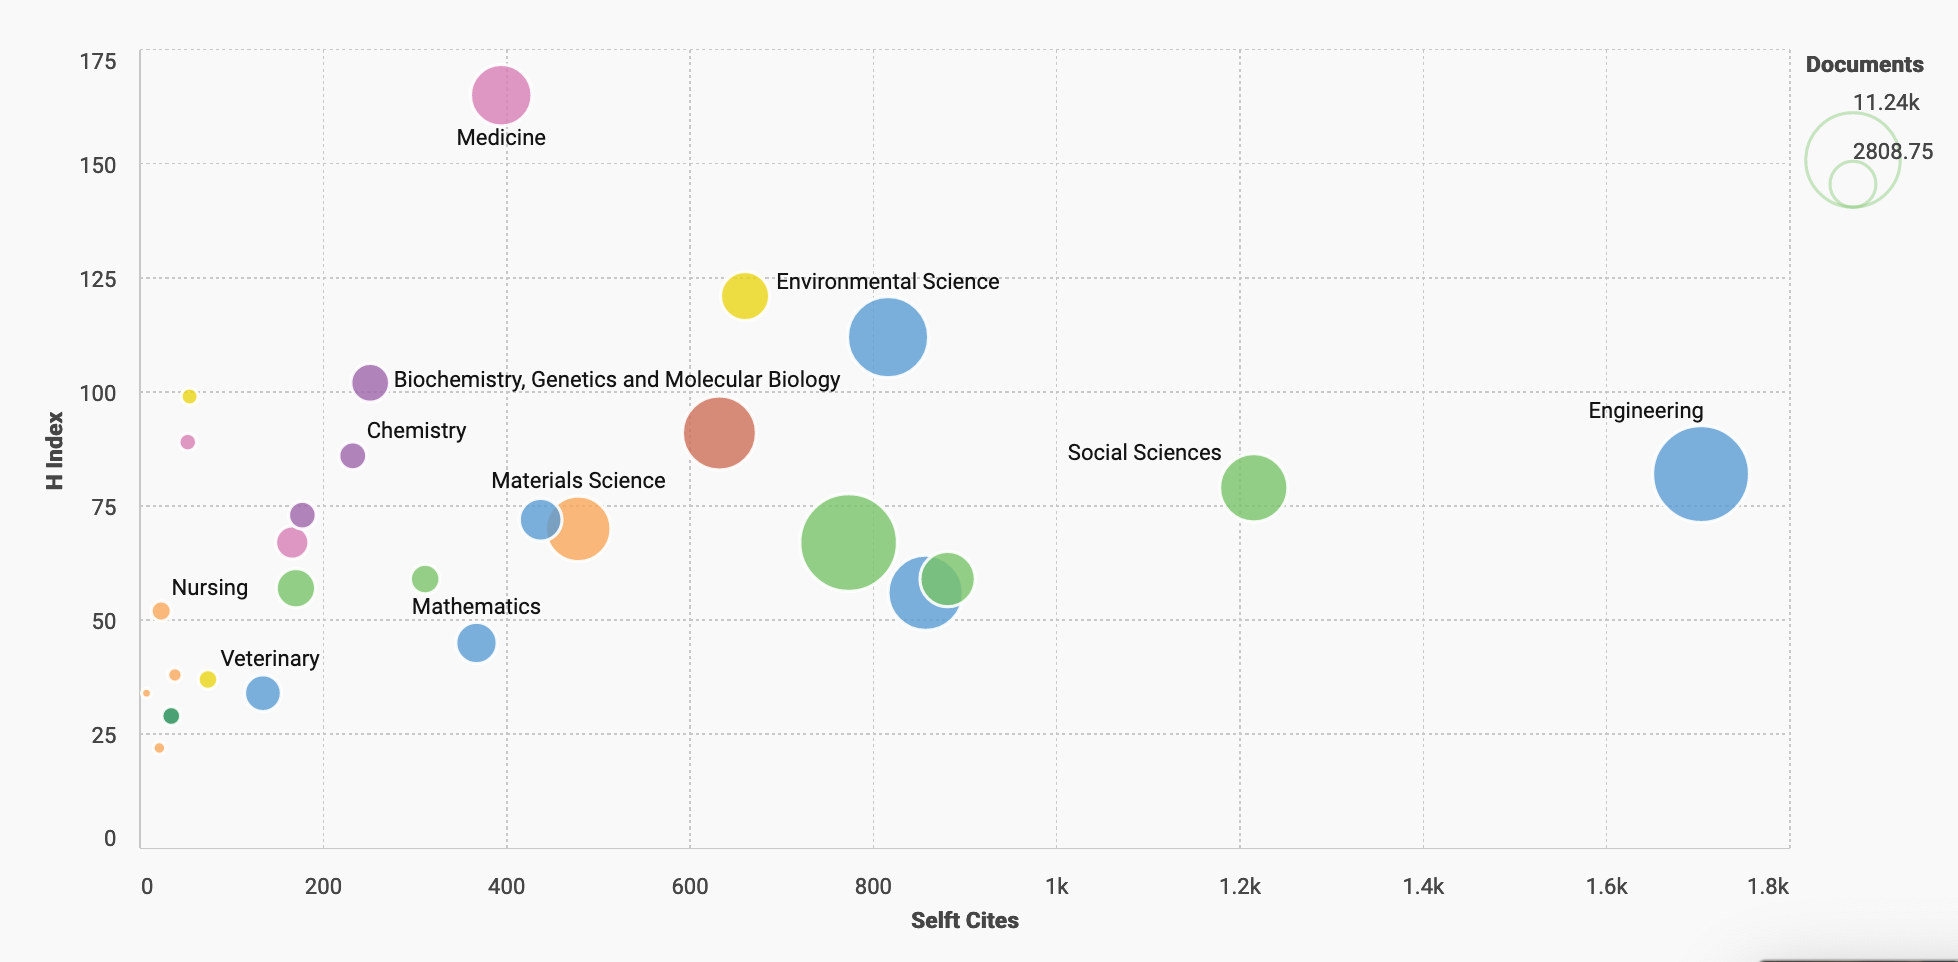 175
150
125
100
75
50
25
0
H Index
Medicine
Environmental Science
Biochemistry, Genetics and Molecular Biology
Chemistry
Engineering
Social Sciences
Materials Science
Nursing
Mathematics
Veterinary
0 200 400 600 800 1k 1.2k 1.4k 1.6k 1.8k
Selft Cites
Documents
11.24k
2808.75